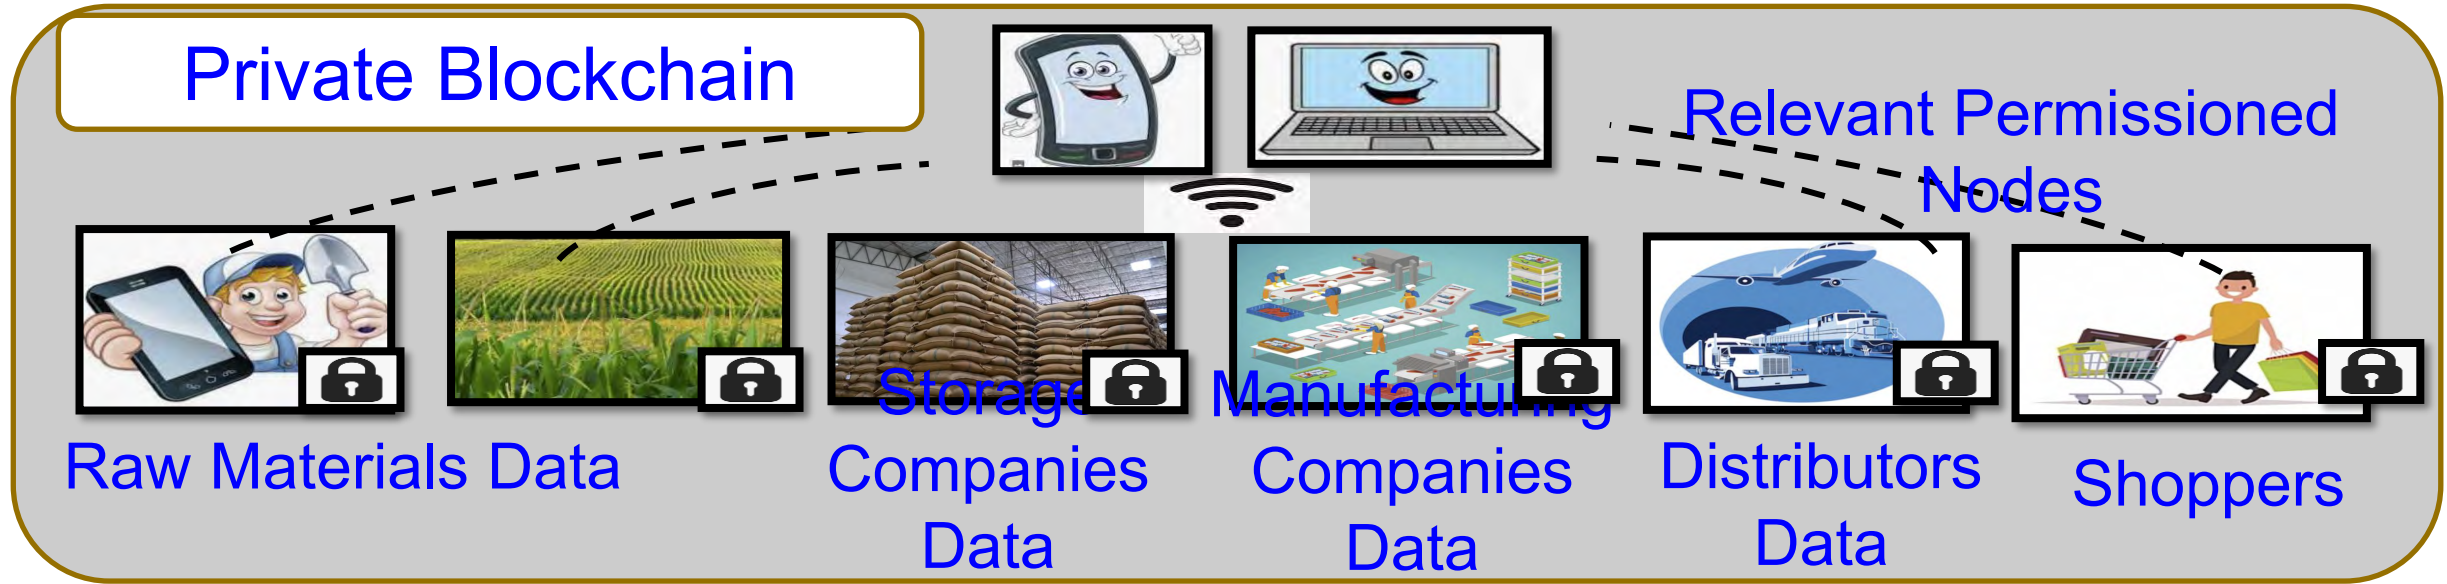 Private Blockchain
Relevant Permissioned
Nodes
Raw Materials Data
Storage
Companies
Data
Manufacturing
Companies
Data
Distributors
Data
Shoppers